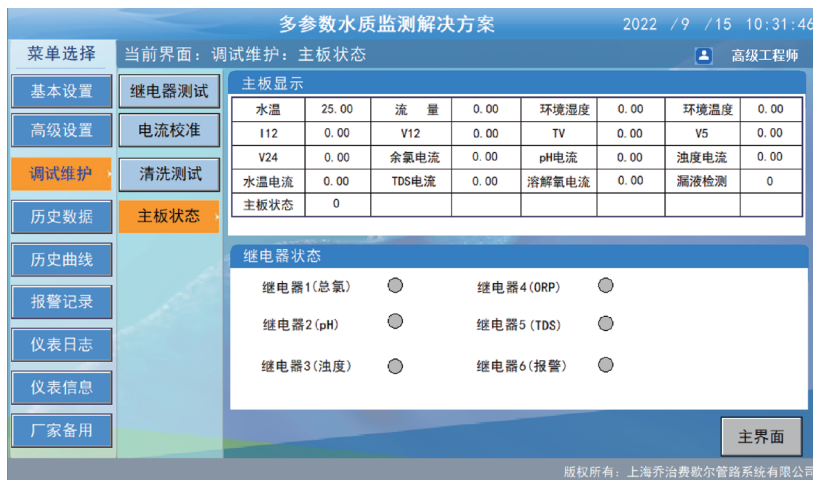 多参数水质监测解决方案 2022 /9 /15 10:31:46
菜单选择 当前界面：调试维护：主板状态 高级工程师
基本设置
高级设置
调试维护
历史数据
历史曲线
报警记录
仪表日志
仪表信息
厂家备用
继电器测试
电流校准
清洗测试
主板状态
主板显示
水温 25.00 流 量 0.00 环境湿度 0.00 环境温度 0.00
I12 0.00 V12 0.00 TV 0.00 V5 0.00
V24 0.00 余氯电流 0.00 pH电流 0.00 浊度电流 0.00
水温电流 0.00 TDS电流 0.00 溶解氧电流 0.00 漏液检测 0
主板状态 0
继电器状态
继电器1(总氯) 继电器4(ORP)
继电器2(pH) 继电器5(TDS)
继电器3(浊度) 继电器6(报警)
主界面
版权所有：上海乔治费歇尔管路系统有限公司